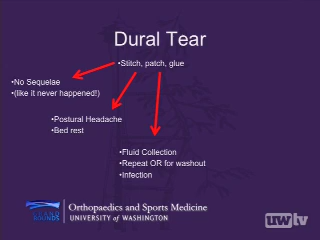 Dural Tear
•Stitch, patch, glue
•No Sequelae
•(like it never happened!)
•Postural Headache
•Bed rest
•Fluid Collection
•Repeat OR for washout
•Infection
Orthopaedics and Sports Medicine
UNIVERSITY of WASHINGTON
uwtv